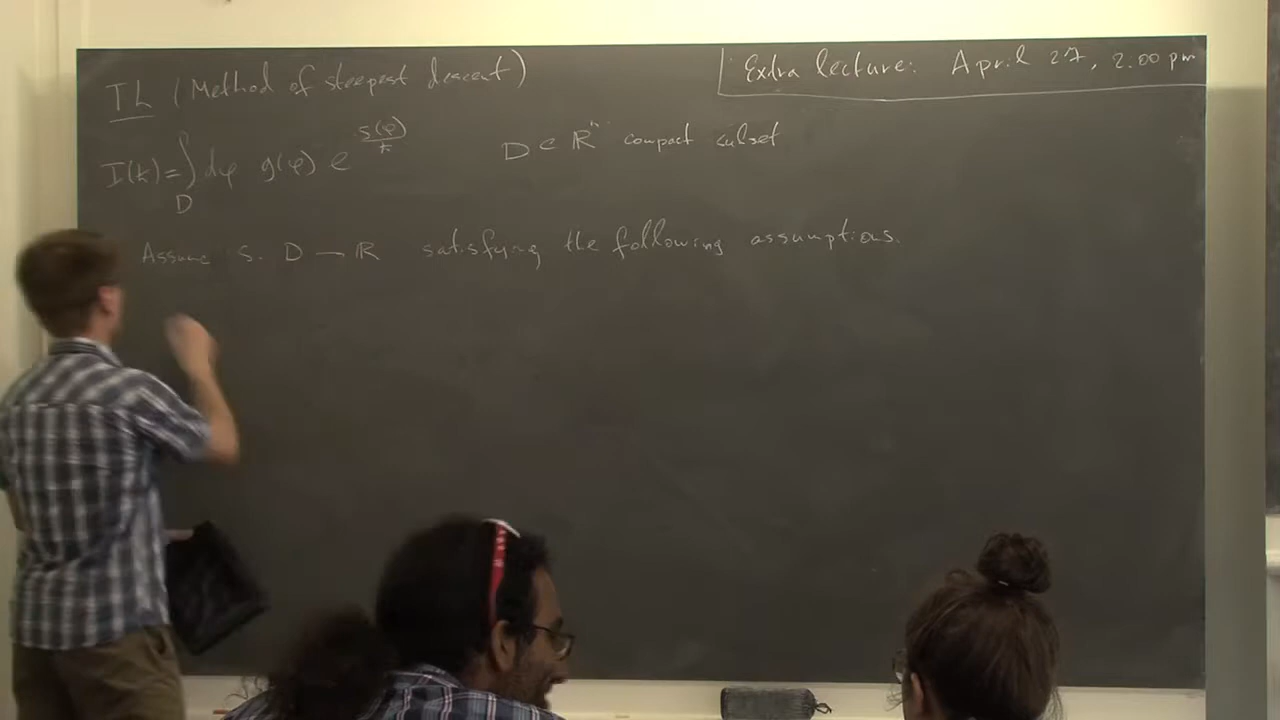 TL (Method of steepest descent)
Extra lecture: April 27, 2:00 pm
I(ħ) = ∫_D dφ g(φ) e^{S(φ)/ħ} D ⊂ ℝⁿ compact subset
Assume S: D → ℝ satisfying the following assumptions.